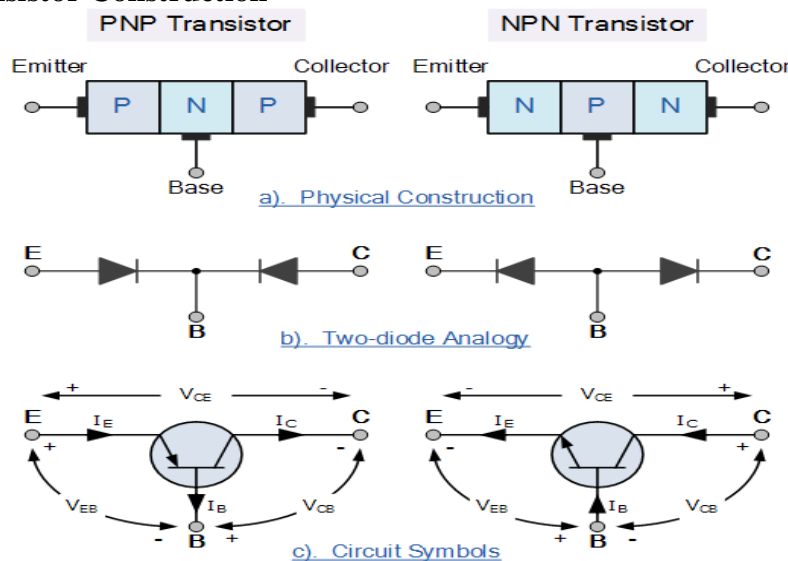 PNP Transistor NPN Transistor
Emitter Collector Emitter Collector
P N P N P N
Base Base
a). Physical Construction
E C E C
B B
b). Two-diode Analogy
+ VCE - - VCE +
E IE IC C E IE IC C
+ - - +
VEB IB VCB VEB IB VCB
- B + + B -
c). Circuit Symbols